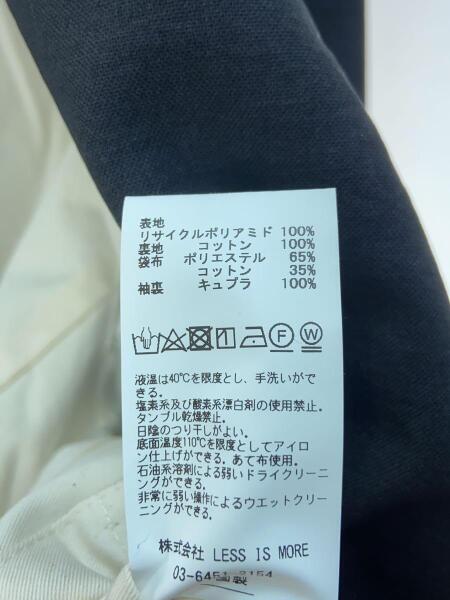 表地
リサイクルポリアミド 100%
裏地 コットン 100%
袋布 ポリエステル 65%
コットン 35%
袖裏 キュプラ 100%
F W
液温は40℃を限度とし、手洗いがで
きる。
塩素系及び酸素系漂白剤の使用禁止。
タンブル乾燥禁止。
日陰のつり干しがよい。
底面温度110℃を限度としてアイロ
ン仕上げができる。あて布使用。
石油系溶剤による弱いドライクリーニ
ングができる。
非常に弱い操作によるウエットクリー
ニングができる。
株式会社 LESS IS MORE